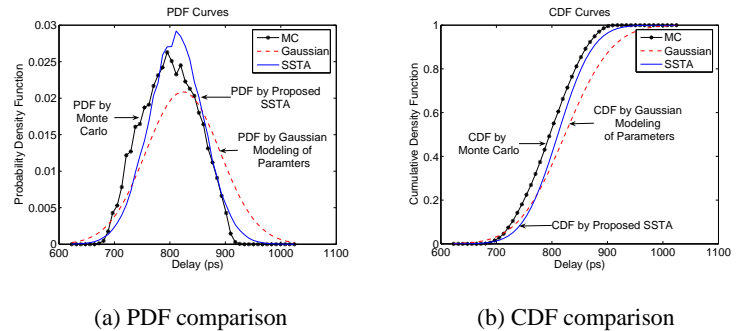 PDF Curves
Probability Density Function
0.03
0.025
0.02
0.015
0.01
0.005
0
600
700
800
900
1000
1100
Delay (ps)
MC
Gaussian
SSTA
PDF by
Monte
Carlo
PDF by Proposed
SSTA
PDF by Gaussian
Modeling of
Paramters
(a) PDF comparison
CDF Curves
Cumulative Density Function
1
0.8
0.6
0.4
0.2
0
600
700
800
900
1000
1100
Delay (ps)
MC
Gaussian
SSTA
CDF by
Monte Carlo
CDF by Gaussian
Modeling of
Parameters
CDF by Proposed SSTA
(b) CDF comparison